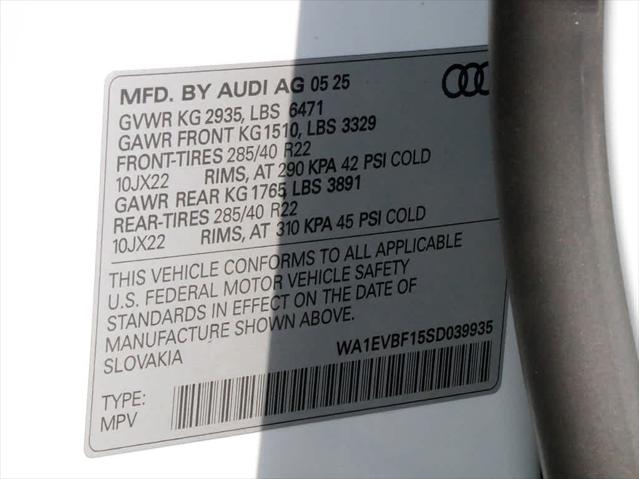 MFD. BY AUDI AG 05 25
GVWR KG 2935, LBS 6471
GAWR FRONT KG 1510, LBS 3329
FRONT-TIRES 285/40 R22
10JX22 RIMS, AT 290 KPA 42 PSI COLD
GAWR REAR KG 1765, LBS 3891
REAR-TIRES 285/40 R22
10JX22 RIMS, AT 310 KPA 45 PSI COLD
THIS VEHICLE CONFORMS TO ALL APPLICABLE
U.S. FEDERAL MOTOR VEHICLE SAFETY
STANDARDS IN EFFECT ON THE DATE OF
MANUFACTURE SHOWN ABOVE.
SLOVAKIA WA1EVBF15SD039935
TYPE:
MPV